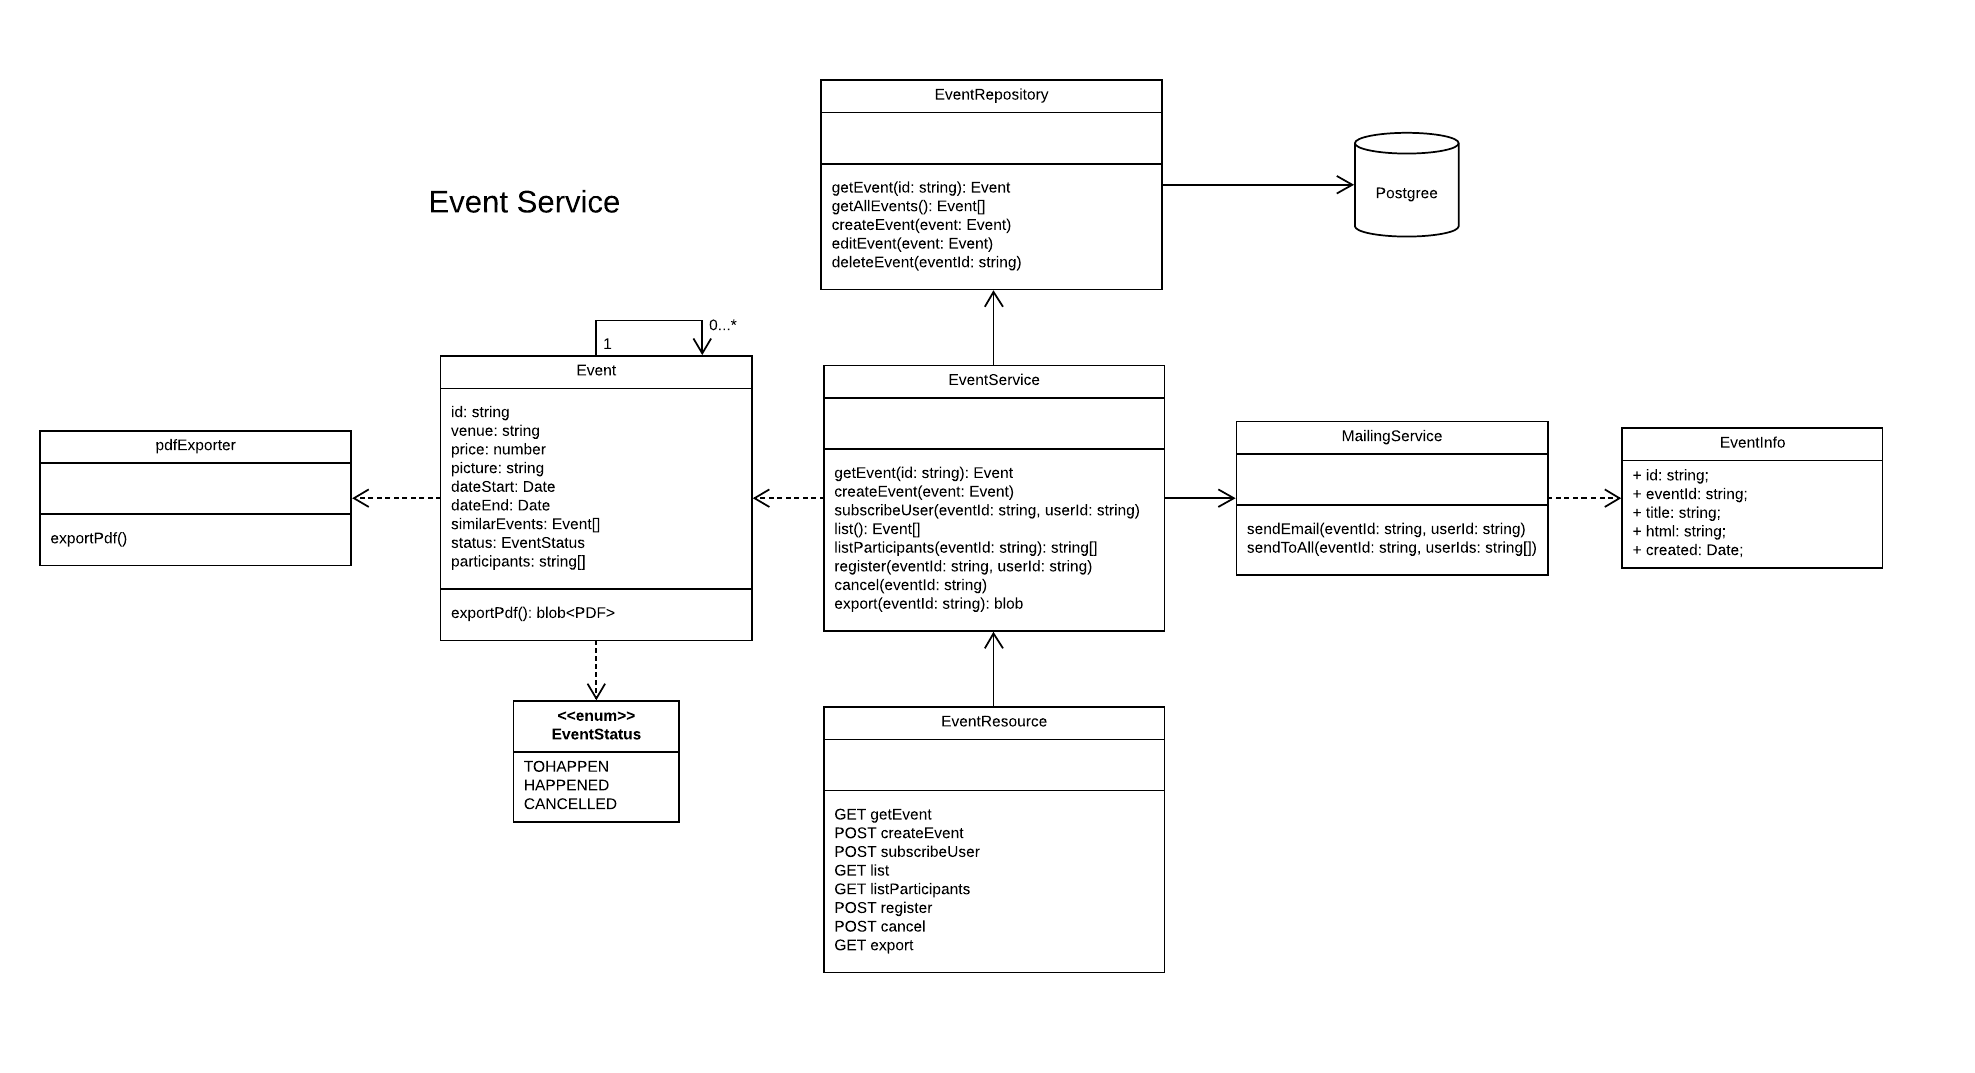 EventRepository
getEvent(id: string): Event
getAllEvents(): Event[]
createEvent(event: Event)
editEvent(event: Event)
deleteEvent(eventId: string)
Postgree
Event Service
0...*
1
Event
id: string
venue: string
price: number
picture: string
dateStart: Date
dateEnd: Date
similarEvents: Event[]
status: EventStatus
participants: string[]
exportPdf(): blob<PDF>
pdfExporter
exportPdf()
<<enum>>
EventStatus
TOHAPPEN
HAPPENED
CANCELLED
EventService
getEvent(id: string): Event
createEvent(event: Event)
subscribeUser(eventId: string, userId: string)
list(): Event[]
listParticipants(eventId: string): string[]
register(eventId: string, userId: string)
cancel(eventId: string)
export(eventId: string): blob
MailingService
sendEmail(eventId: string, userId: string)
sendToAll(eventId: string, userIds: string[])
EventInfo
+ id: string;
+ eventId: string;
+ title: string;
+ html: string;
+ created: Date;
EventResource
GET getEvent
POST createEvent
POST subscribeUser
GET list
GET listParticipants
POST register
POST cancel
GET export